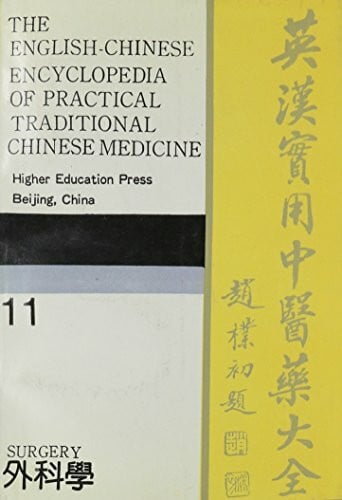 THE
ENGLISH-CHINESE
ENCYCLOPEDIA
OF PRACTICAL
TRADITIONAL
CHINESE MEDICINE
Higher Education Press
Beijing, China
英漢實用中醫藥大全
趙樸初題
11
SURGERY
外科學